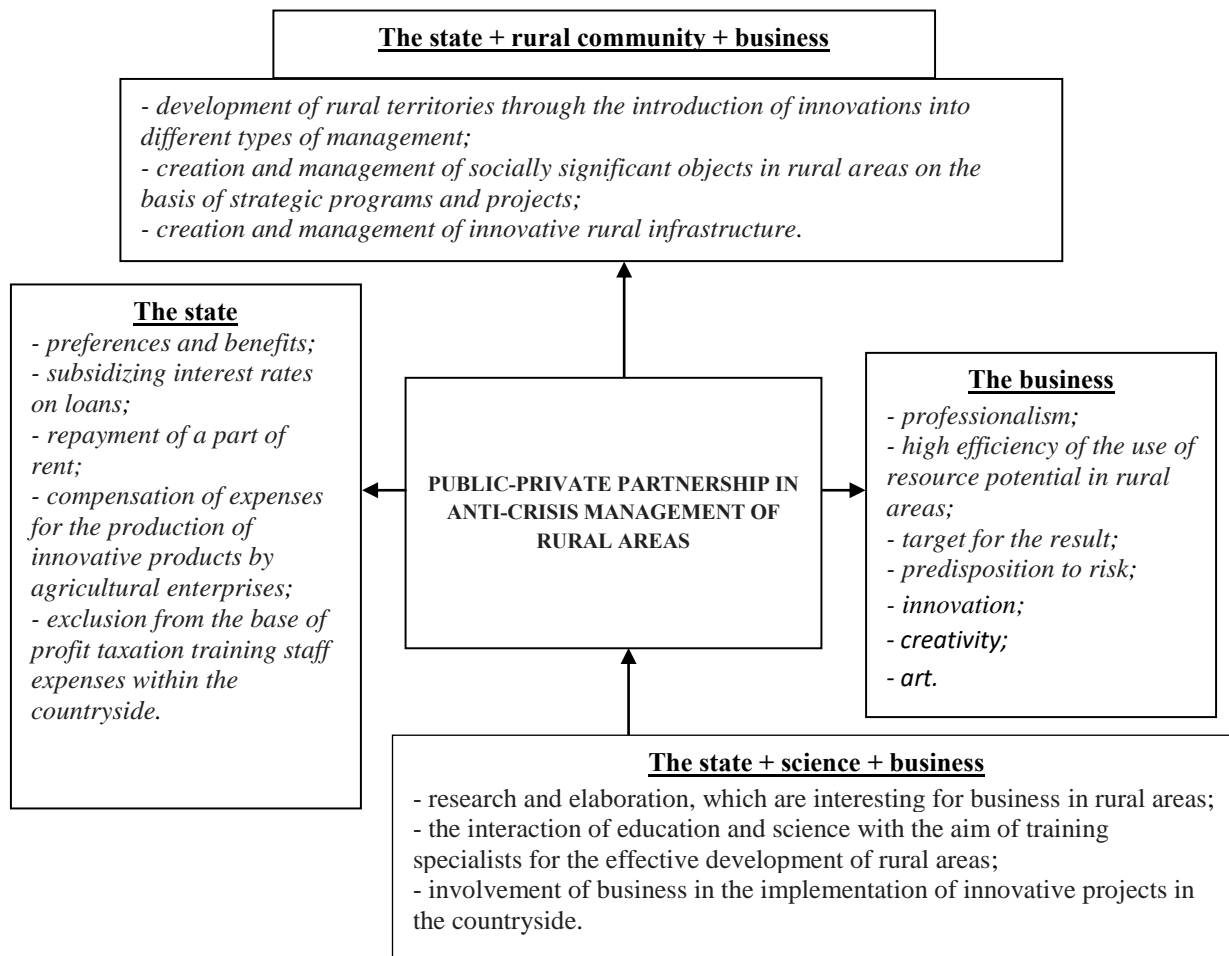 The state + rural community + business
- development of rural territories through the introduction of innovations into
different types of management;
- creation and management of socially significant objects in rural areas on the
basis of strategic programs and projects;
- creation and management of innovative rural infrastructure.
The state
- preferences and benefits;
- subsidizing interest rates
on loans;
- repayment of a part of
rent;
- compensation of expenses
for the production of
innovative products by
agricultural enterprises;
- exclusion from the base of
profit taxation training staff
expenses within the
countryside.
PUBLIC-PRIVATE PARTNERSHIP IN
ANTI-CRISIS MANAGEMENT OF
RURAL AREAS
The business
- professionalism;
- high efficiency of the use of
resource potential in rural
areas;
- target for the result;
- predisposition to risk;
- innovation;
- creativity;
- art.
The state + science + business
- research and elaboration, which are interesting for business in rural areas;
- the interaction of education and science with the aim of training
specialists for the effective development of rural areas;
- involvement of business in the implementation of innovative projects in
the countryside.